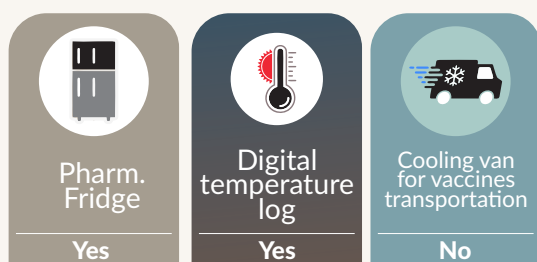 Pharm.
Fridge
Yes
Digital
temperature
log
Yes
Cooling van
for vaccines
transportation
No